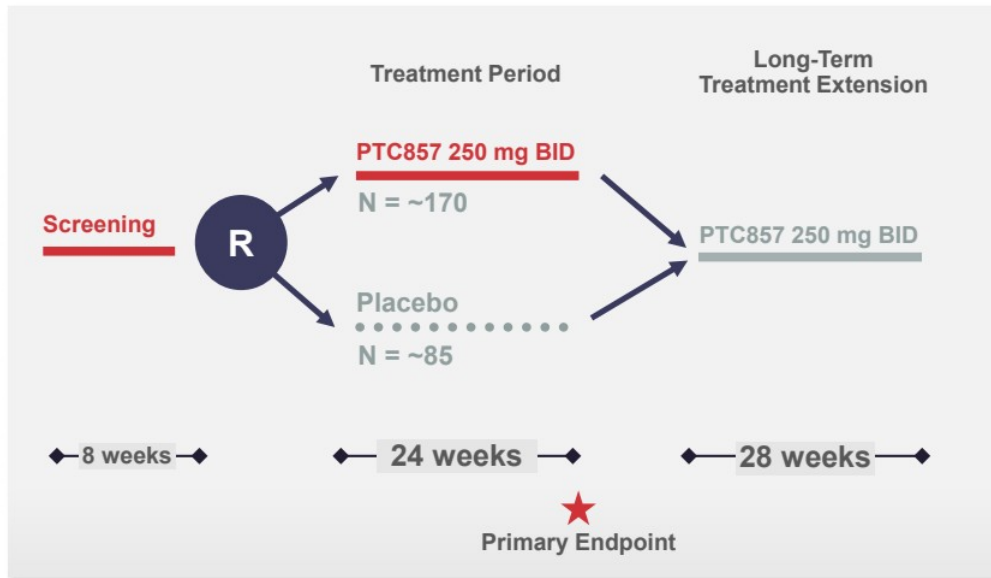 Treatment Period
Long-Term
Treatment Extension
Screening
R
PTC857 250 mg BID
N = ~170
Placebo
N = ~85
PTC857 250 mg BID
8 weeks
24 weeks
28 weeks
Primary Endpoint